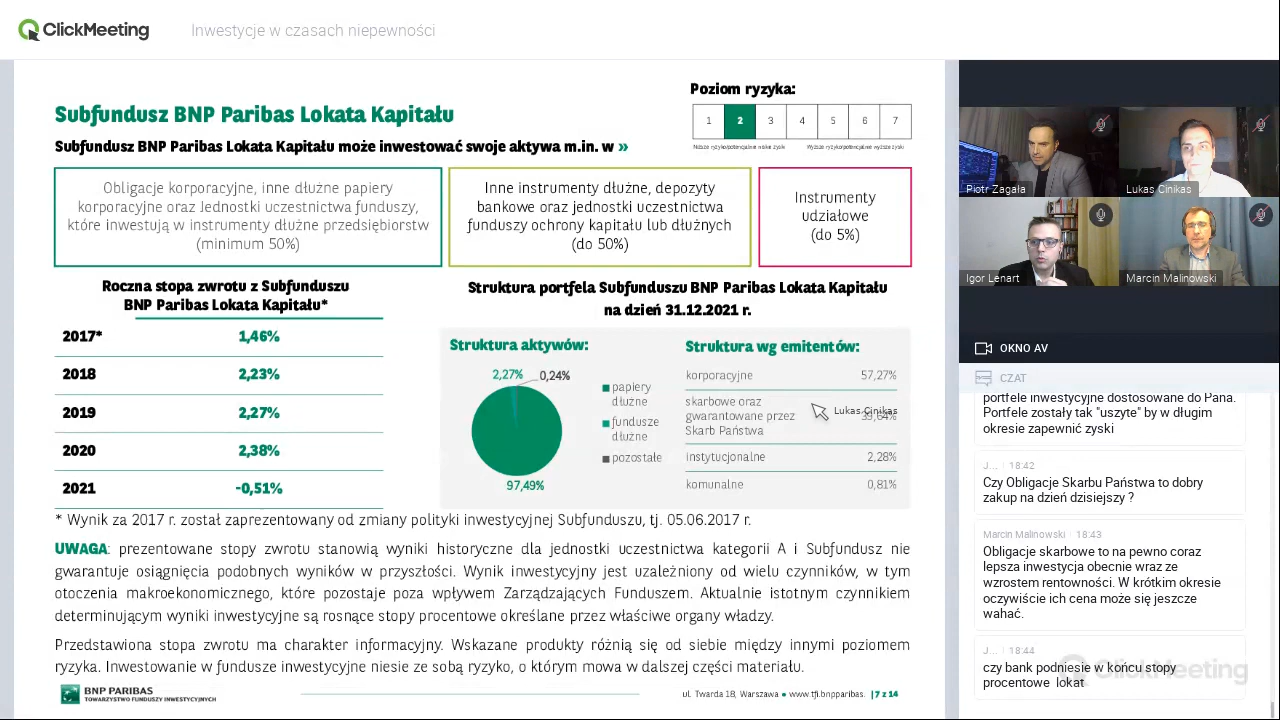 ClickMeeting
Inwestycje w czasach niepewności
Subfundusz BNP Paribas Lokata Kapitału
Poziom ryzyka:
1 2 3 4 5 6 7
Niższe ryzyko/potencjalnie niskie zyski
Wyższe ryzyko/potencjalnie wyższe zyski
Subfundusz BNP Paribas Lokata Kapitału może inwestować swoje aktywa m.in. w »
Obligacje korporacyjne, inne dłużne papiery
korporacyjne oraz Jednostki uczestnictwa funduszy,
które inwestują w instrumenty dłużne przedsiębiorstw
(minimum 50%)
Inne instrumenty dłużne, depozyty
bankowe oraz jednostki uczestnictwa
funduszy ochrony kapitału lub dłużnych
(do 50%)
Instrumenty
udziałowe
(do 5%)
Roczna stopa zwrotu z Subfunduszu
BNP Paribas Lokata Kapitału*
2017* 1,46%
2018 2,23%
2019 2,27%
2020 2,38%
2021 -0,51%
Struktura portfela Subfunduszu BNP Paribas Lokata Kapitału
na dzień 31.12.2021 r.
Struktura aktywów:
2,27%
0,24%
97,49%
papiery
dłużne
fundusze
dłużne
pozostałe
Struktura wg emitentów:
korporacyjne 57,27%
skarbowe oraz
gwarantowane przez
Skarb Państwa
Lukas Cinikas
instytucjonalne 2,28%
komunalne 0,81%
* Wynik za 2017 r. został zaprezentowany od zmiany polityki inwestycyjnej Subfunduszu, tj. 05.06.2017 r.
UWAGA: prezentowane stopy zwrotu stanowią wyniki historyczne dla jednostki uczestnictwa kategorii A i Subfundusz nie
gwarantuje osiągnięcia podobnych wyników w przyszłości. Wynik inwestycyjny jest uzależniony od wielu czynników, w tym
otoczenia makroekonomicznego, które pozostaje poza wpływem Zarządzających Funduszem. Aktualnie istotnym czynnikiem
determinującym wyniki inwestycyjne są rosnące stopy procentowe określane przez właściwe organy władzy.
Przedstawiona stopa zwrotu ma charakter informacyjny. Wskazane produkty różnią się od siebie między innymi poziomem
ryzyka. Inwestowanie w fundusze inwestycyjne niesie ze sobą ryzyko, o którym mowa w dalszej części materiału.
BNP PARIBAS
TOWARZYSTWO FUNDUSZY INWESTYCYJNYCH
ul. Twarda 18, Warszawa ● www.tfi.bnpparibas. | 7 z 14
Piotr Zagała
Lukas Cinikas
Igor Lenart
Marcin Malinowski
OKNO AV
CZAT
portfele inwestycyjne dostosowane do Pana.
Portfele zostały tak "uszyte" by w długim
okresie zapewnić zyski
J... 18:42
Czy Obligacje Skarbu Państwa to dobry
zakup na dzień dzisiejszy ?
Marcin Malinowski 18:43
Obligacje skarbowe to na pewno coraz
lepsza inwestycja obecnie wraz ze
wzrostem rentowności. W krótkim okresie
oczywiście ich cena może się jeszcze
wahać.
J... 18:44
czy bank podniesie w końcu stopy
procentowe lokat
ClickMeeting